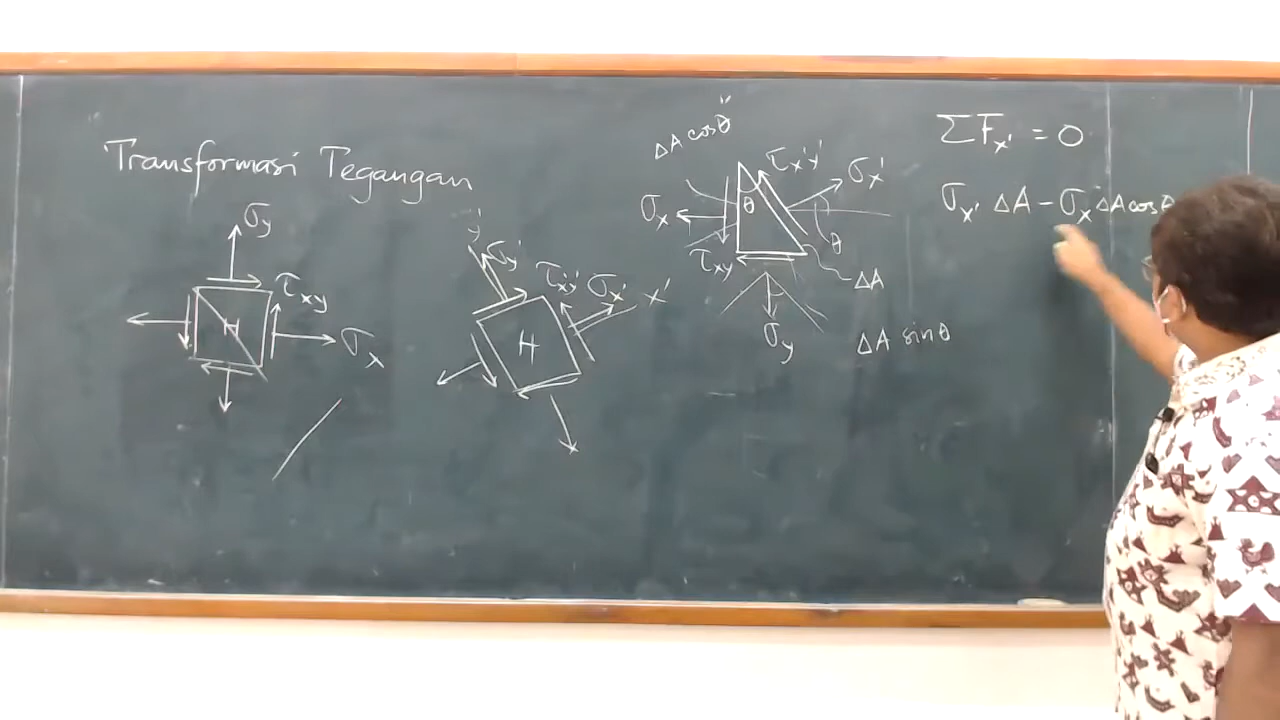 Transformasi Tegangan
σy
τxy
H
σx
y'
σy'
τx'y'
σx'
x'
H
ΔA cosθ
τx'y'
σx'
σx
θ
θ
τxy
ΔA
σy
ΔA sinθ
ΣFx' = 0
σx' ΔA - σx ΔA cosθ